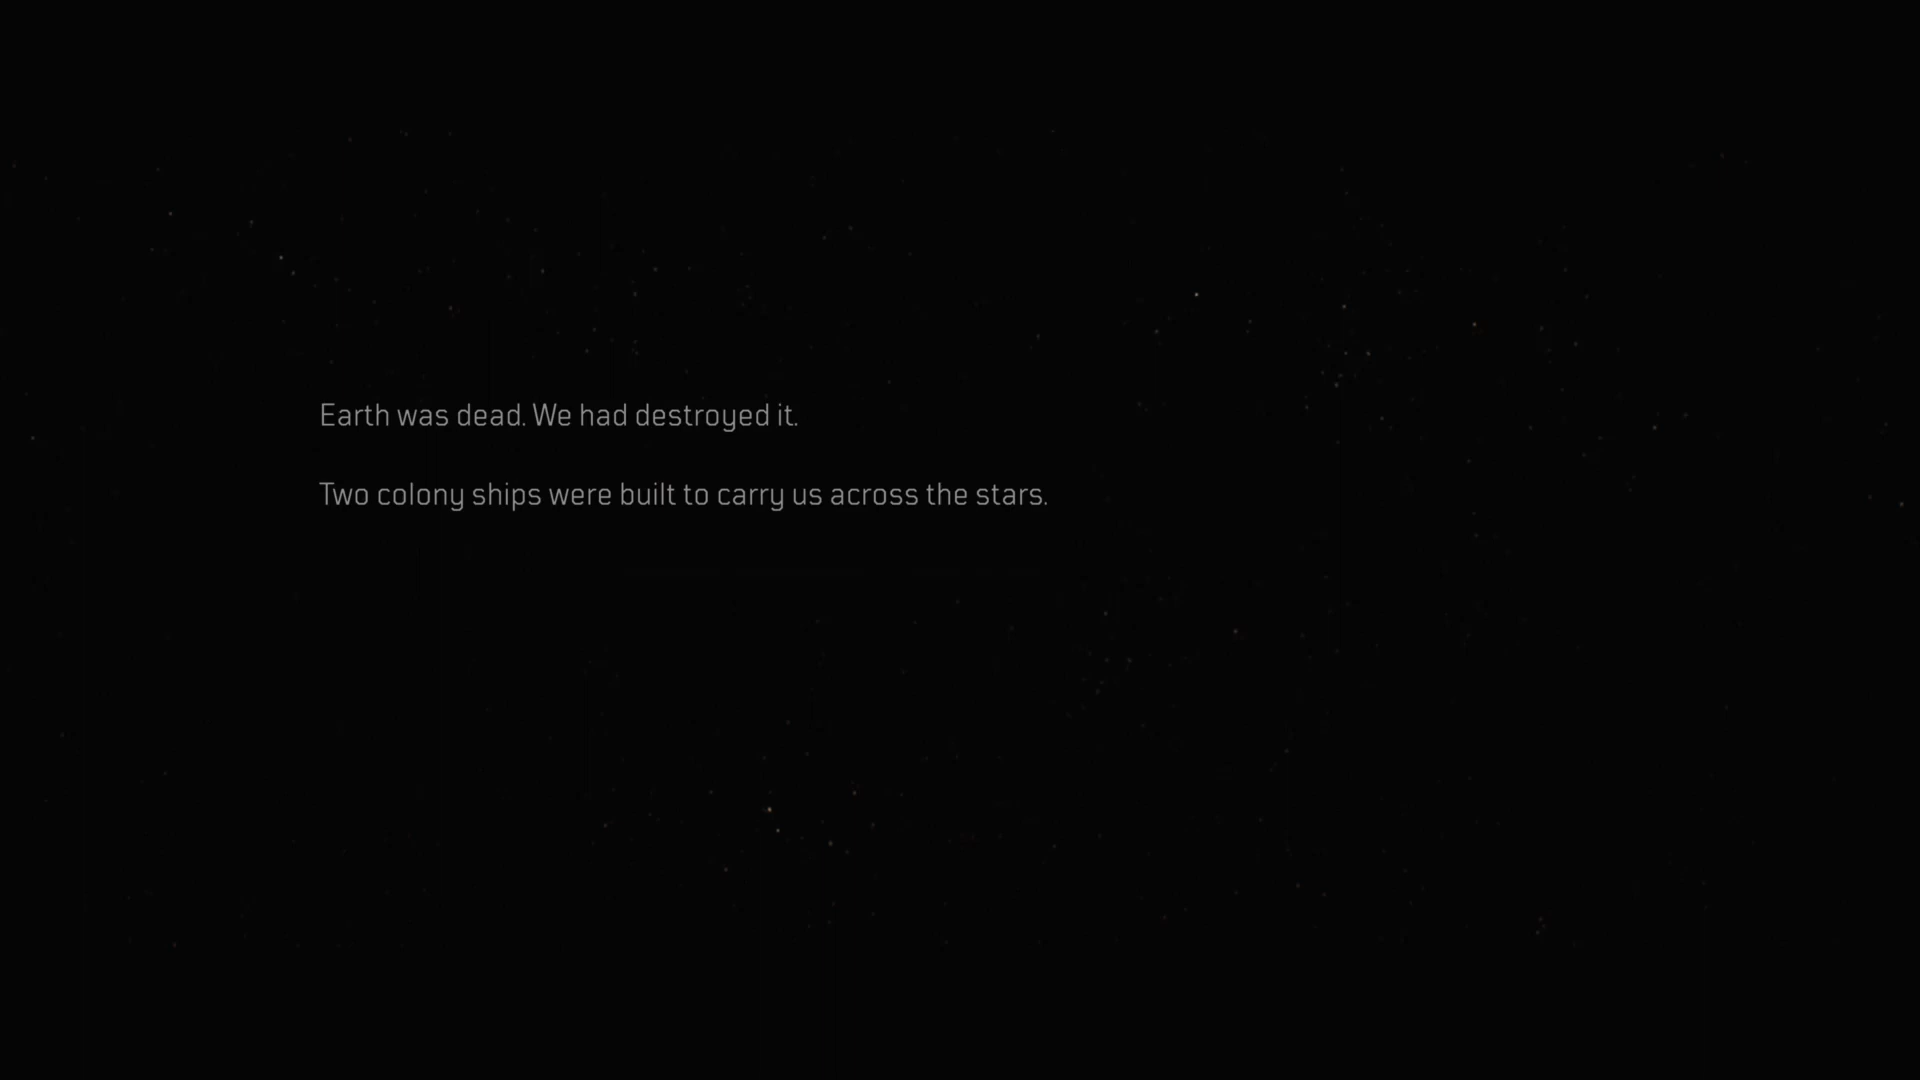 Earth was dead. We had destroyed it.
Two colony ships were built to carry us across the stars.